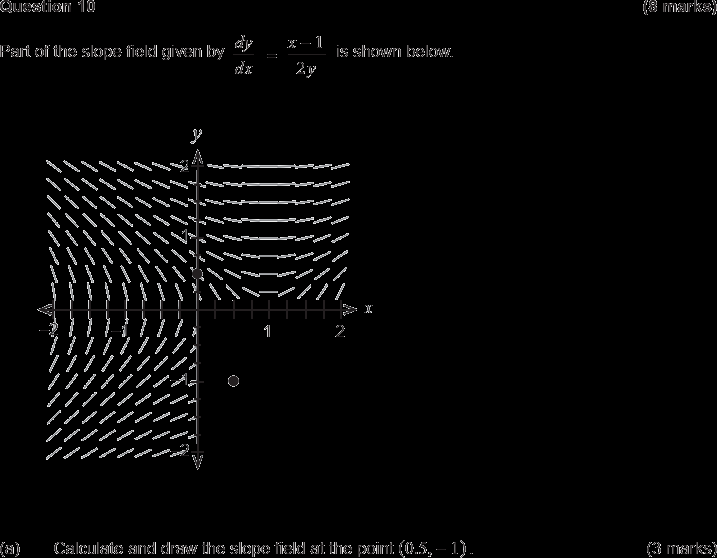 Question 10 (8 marks)
Part of the slope field given by dy/dx = (x − 1)/(2y) is shown below.
y
2
1
−2 −1 1 2 x
−1
−2
(a) Calculate and draw the slope field at the point (0.5, −1). (3 marks)